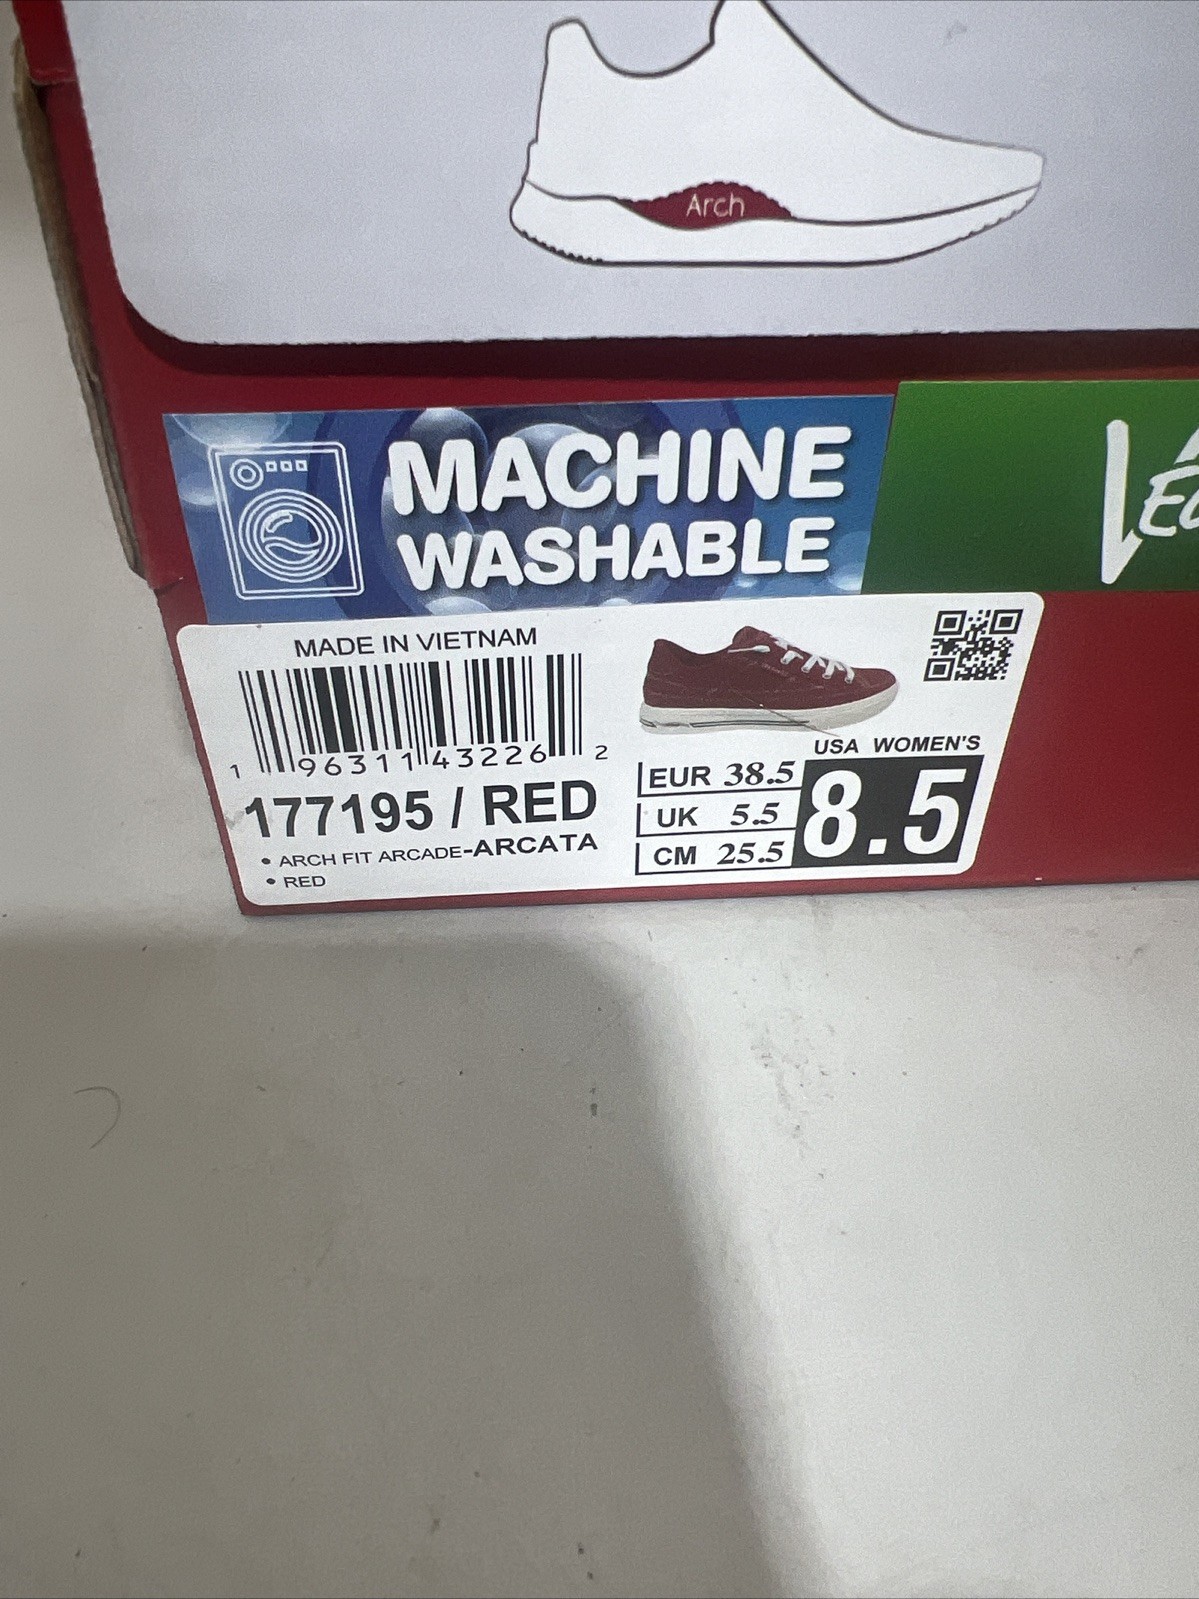 Arch
MACHINE
WASHABLE
MADE IN VIETNAM
1 96311 43226 2
177195 / RED
• ARCH FIT ARCADE-ARCATA
• RED
USA WOMEN'S
EUR 38.5
UK 5.5
CM 25.5
8.5